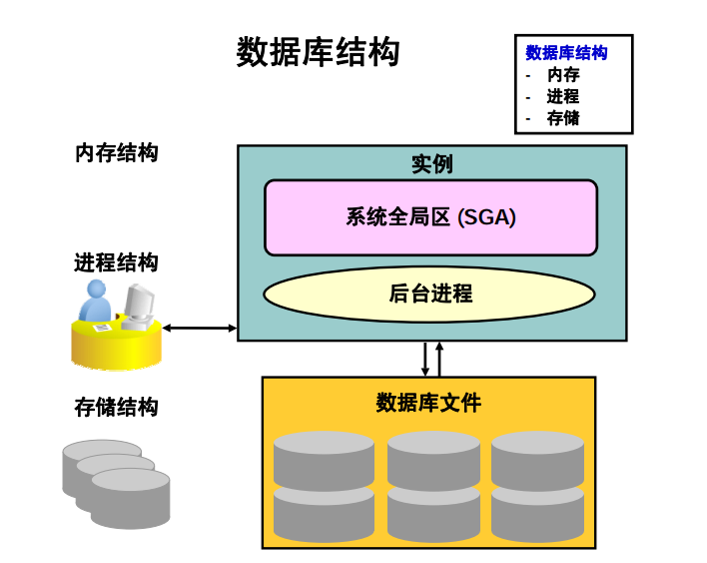 数据库结构
数据库结构
- 内存
- 进程
- 存储
内存结构
实例
系统全局区 (SGA)
进程结构
后台进程
存储结构
数据库文件